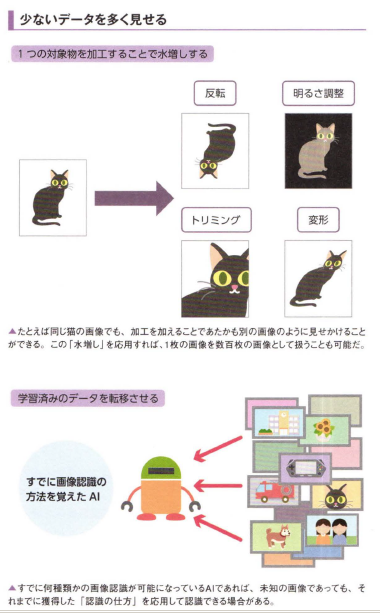 少ないデータを多く見せる
1つの対象物を加工することで水増しする
反転
明るさ調整
トリミング
変形
▲たとえば同じ猫の画像でも、加工を加えることであたかも別の画像のように見せかけること
ができる。この「水増し」を応用すれば、1枚の画像を数百枚の画像として扱うことも可能だ。
学習済みのデータを転移させる
すでに画像認識の
方法を覚えた AI
▲すでに何種類かの画像認識が可能になっているAIであれば、未知の画像であっても、そ
れまでに獲得した「認識の仕方」を応用して認識できる場合がある。